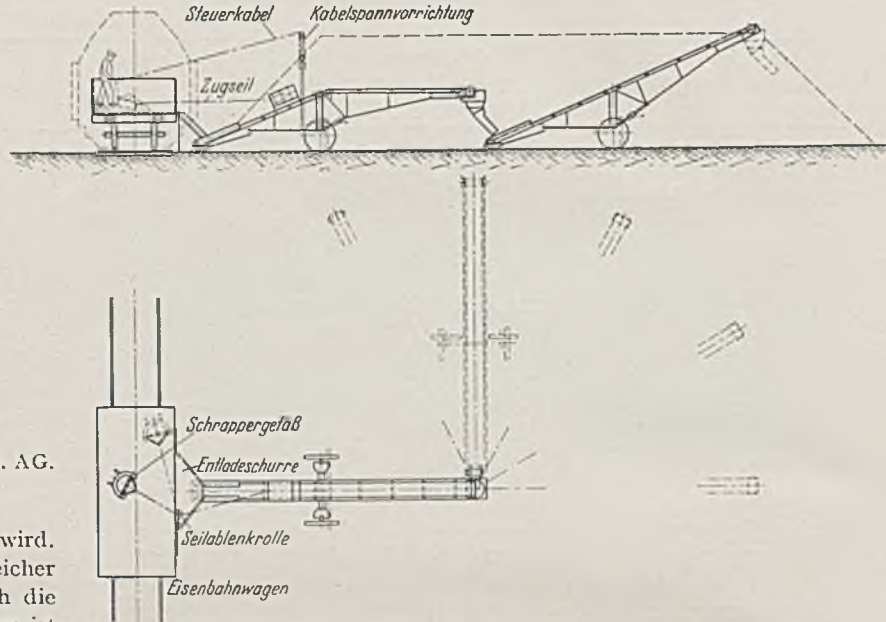 Steuerkabel
Kabelspannvorrichtung
Zugseil
Schrappergefäß
Entladeschurre
Seilablenkrolle
Eisenbahnwagen
. AG.
wird.
eicher
h die